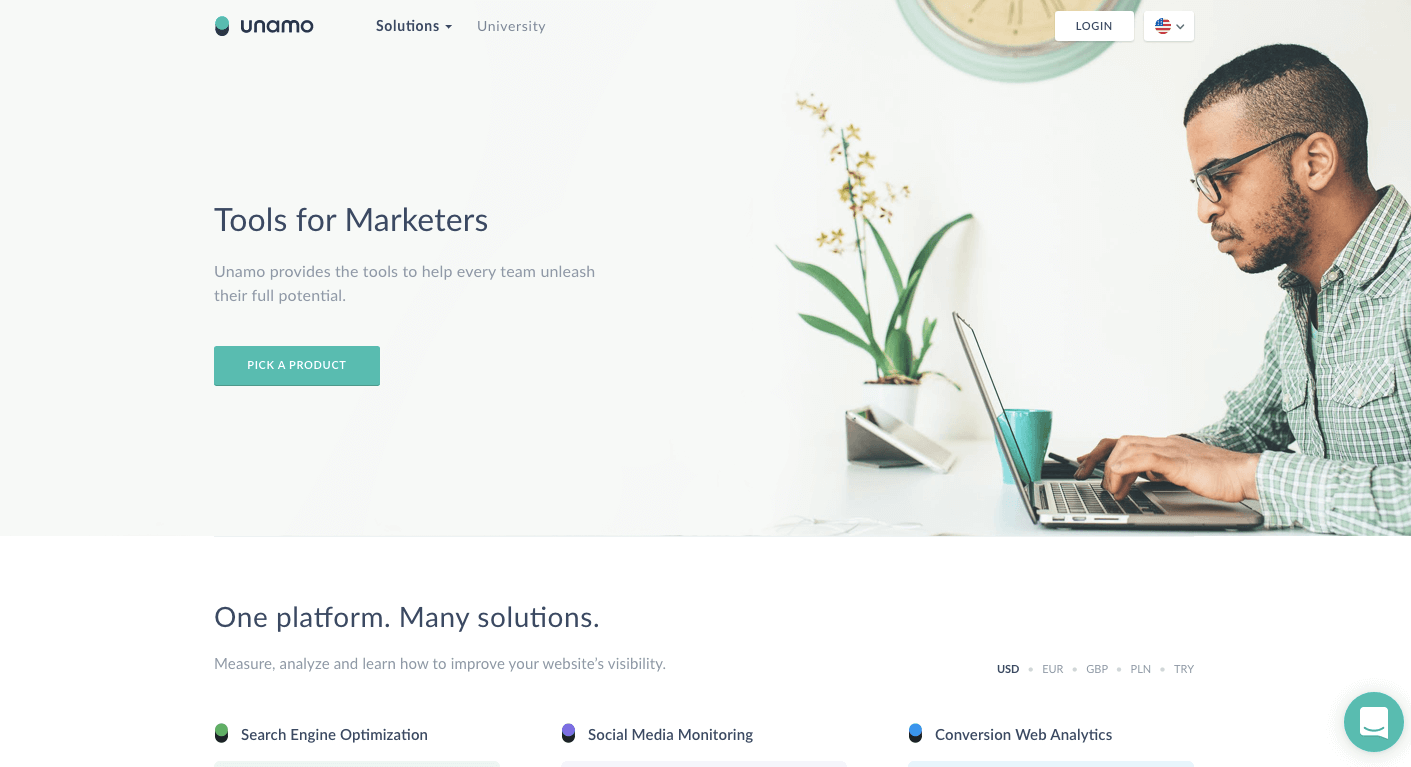 unamo
Solutions
University
LOGIN
Tools for Marketers
Unamo provides the tools to help every team unleash
their full potential.
PICK A PRODUCT
One platform. Many solutions.
Measure, analyze and learn how to improve your website's visibility.
USD • EUR • GBP • PLN • TRY
Search Engine Optimization
Social Media Monitoring
Conversion Web Analytics